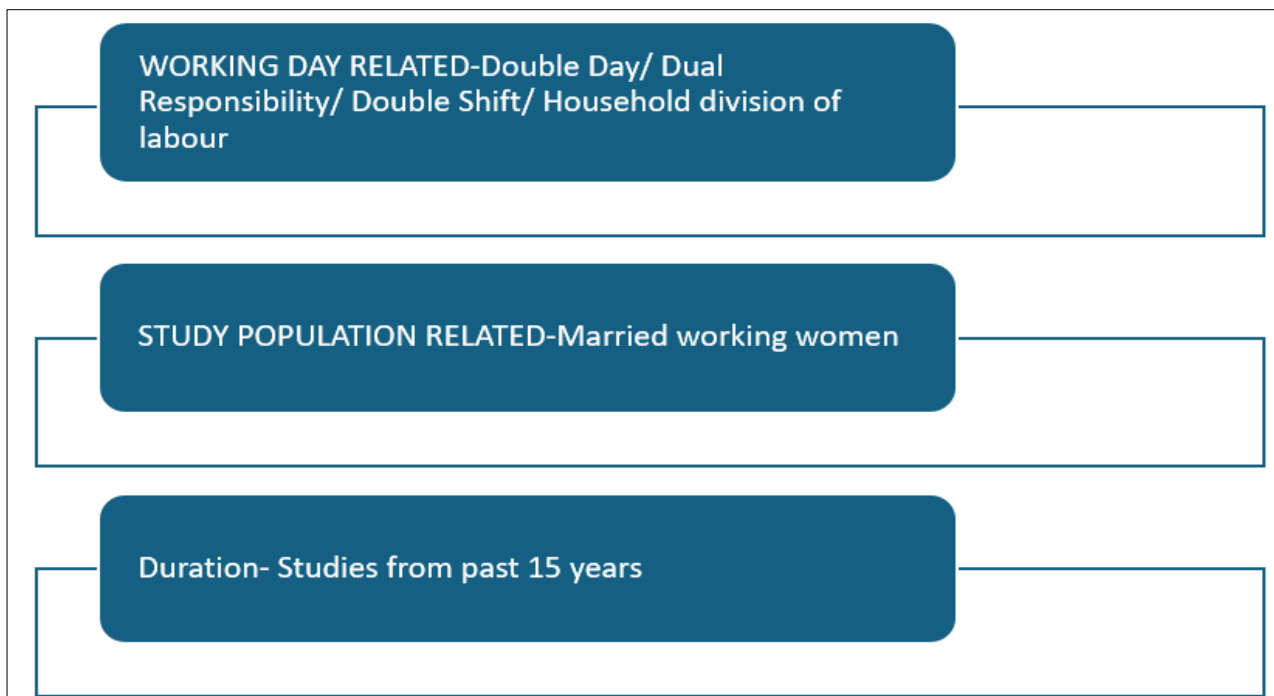 WORKING DAY RELATED-Double Day/ Dual
Responsibility/ Double Shift/ Household division of
labour
STUDY POPULATION RELATED-Married working women
Duration- Studies from past 15 years